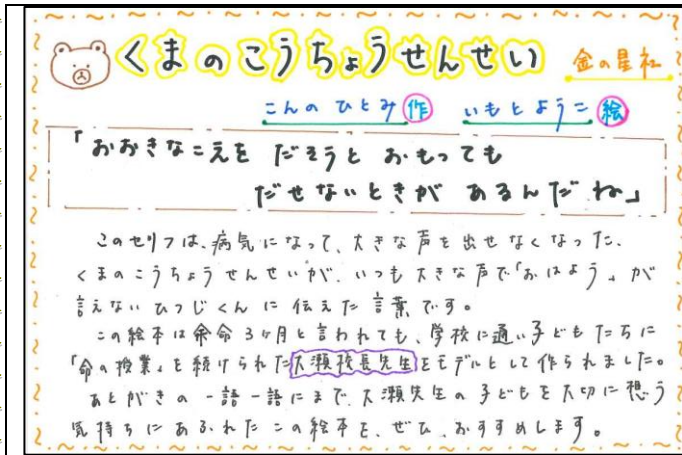 くまのこうちょうせんせい 金の星社
こんのひとみ 作 いもとようこ 絵
「おおきなこえを だそうと おもっても
だせないときが あるんだね」
このセリフは、病気になって、大きな声を出せなくなった、
くまのこうちょうせんせいが、いつも大きな声で「おはよう」が
言えないひつじくんに伝えた言葉です。
この絵本は余命3ヶ月と言われても、学校に通い子どもたちに
「命の授業」を続けられた大瀬校長先生をモデルとして作られました。
あとがきの一語一語にまで、大瀬先生の子どもを大切に想う
気持ちにあふれたこの絵本を、ぜひ、おすすめします。